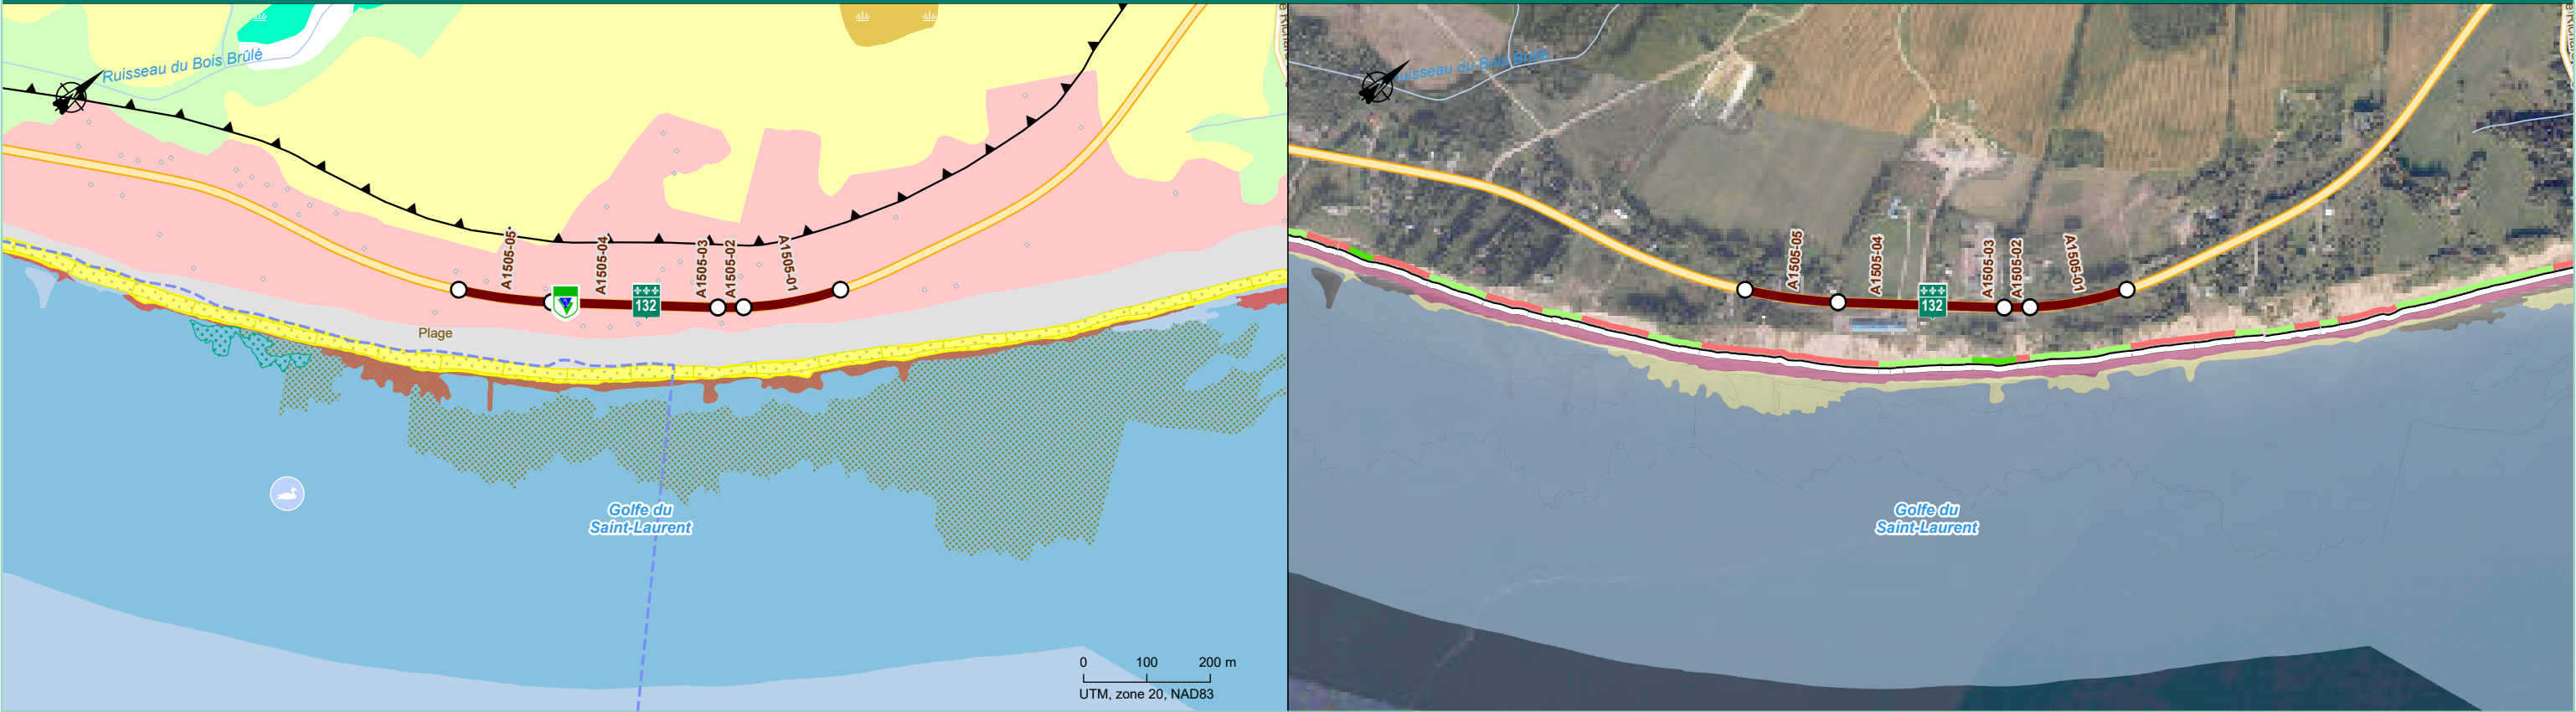 Ruisseau du Bois Brûlé
A1505-05
A1505-04
A1505-03
A1505-02
A1505-01
132
Plage
Golfe du
Saint-Laurent
0 100 200 m
UTM, zone 20, NAD83
Ruisseau du Bois Brûlé
A1505-05
A1505-04
A1505-03
A1505-02
A1505-01
132
Golfe du
Saint-Laurent